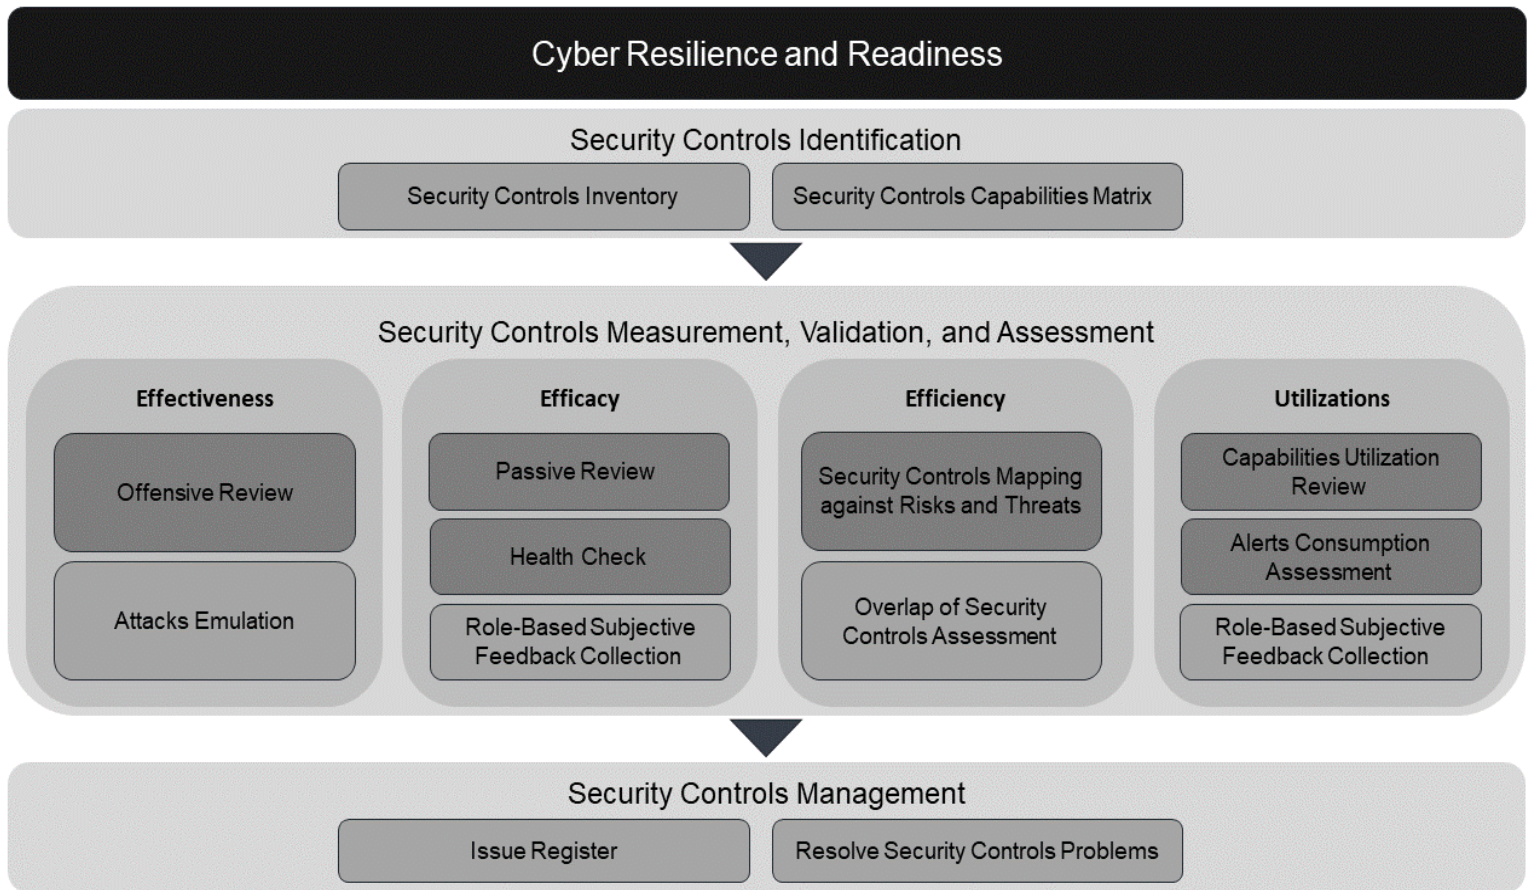 Cyber Resilience and Readiness
Security Controls Identification
Security Controls Inventory
Security Controls Capabilities Matrix
Security Controls Measurement, Validation, and Assessment
Effectiveness
Offensive Review
Attacks Emulation
Efficacy
Passive Review
Health Check
Role-Based Subjective
Feedback Collection
Efficiency
Security Controls Mapping
against Risks and Threats
Overlap of Security
Controls Assessment
Utilizations
Capabilities Utilization
Review
Alerts Consumption
Assessment
Role-Based Subjective
Feedback Collection
Security Controls Management
Issue Register
Resolve Security Controls Problems